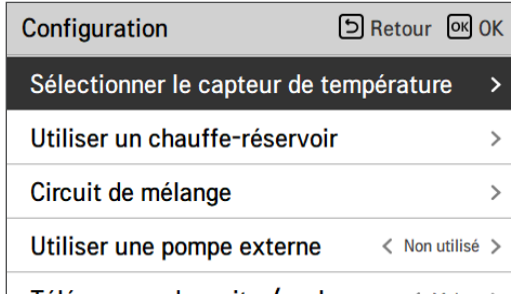 Configuration Retour OK OK
Sélectionner le capteur de température >
Utiliser un chauffe-réservoir >
Circuit de mélange >
Utiliser une pompe externe < Non utilisé >